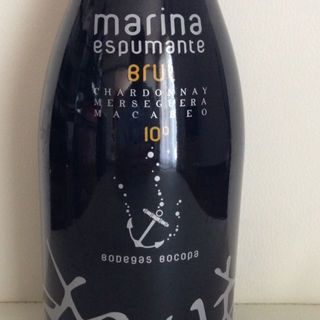 marina
espumante
Brut
CHARDONNAY
MERSEGUERA
MACABEO
10º
Bodegas Bocopa